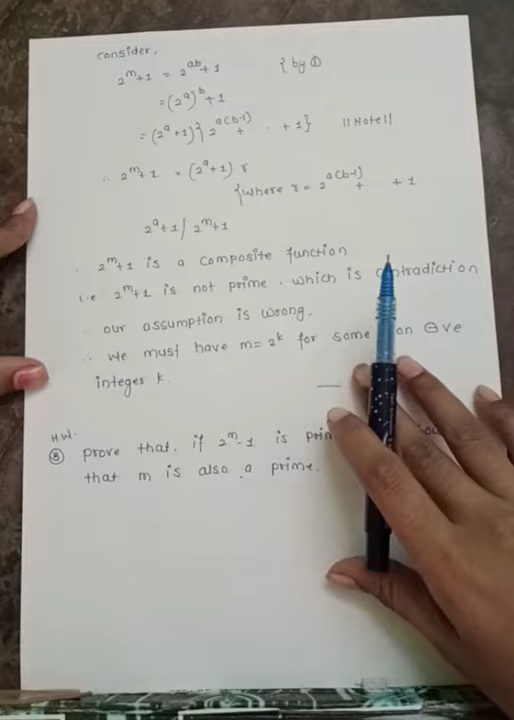 consider,
2^m+1 = 2^ab+1 {by ①
=(2^a)^b+1
=(2^a+1){2^a(b-1)+ · · · +1} ||Note||
∴ 2^m+1 = (2^a+1) r
{where r = 2^a(b-1)+ · · +1
2^a+1 / 2^m+1
∴ 2^m+1 is a composite function
i.e 2^m+1 is not prime. which is
∴ our assumption is wrong.
∴ we must have m=2^k for some ⊖ve
integer k.
H.W.
⑧ prove that. if 2^m-1 is
that m is also a prime.